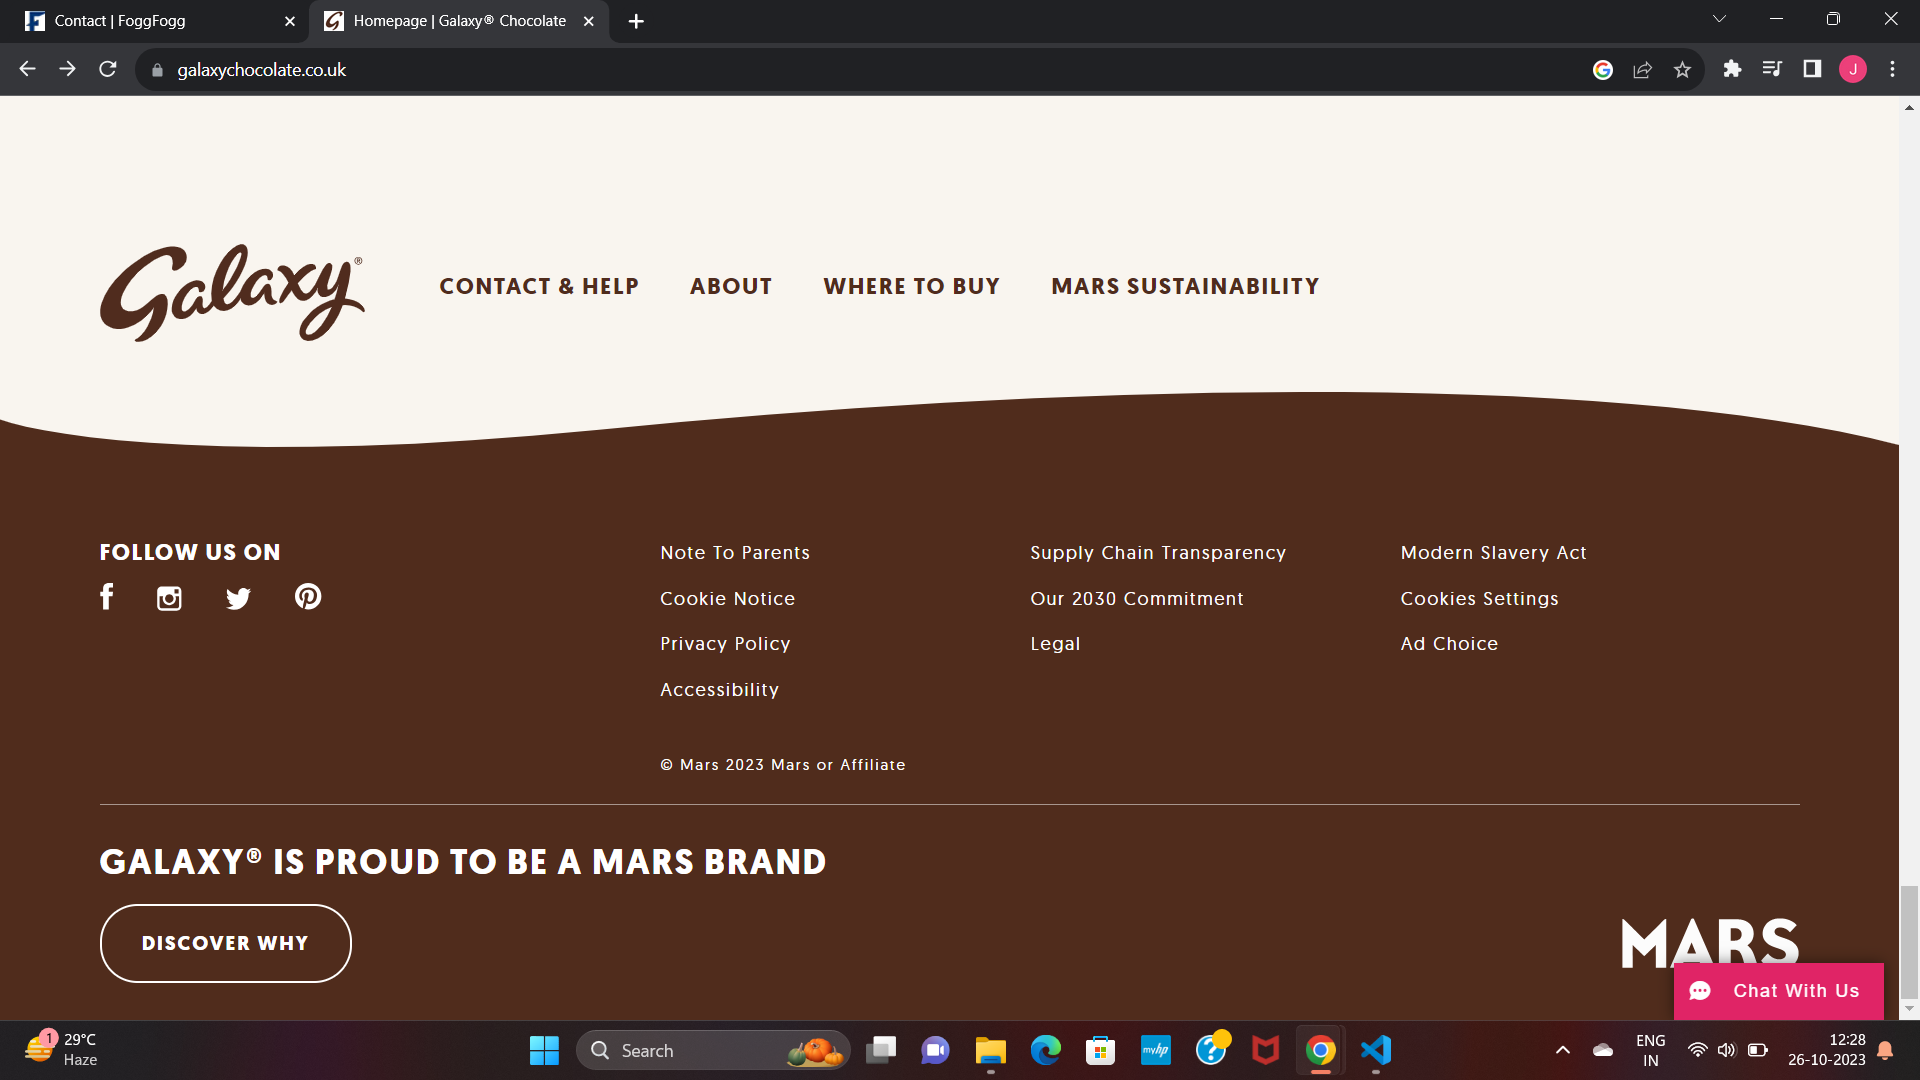 Contact | FoggFogg
Homepage | Galaxy® Chocolate
galaxychocolate.co.uk
J
Galaxy®
CONTACT & HELP
ABOUT
WHERE TO BUY
MARS SUSTAINABILITY
FOLLOW US ON
Note To Parents
Supply Chain Transparency
Modern Slavery Act
Cookie Notice
Our 2030 Commitment
Cookies Settings
Privacy Policy
Legal
Ad Choice
Accessibility
© Mars 2023 Mars or Affiliate
GALAXY® IS PROUD TO BE A MARS BRAND
DISCOVER WHY
MARS
Chat With Us
1
29°C
Haze
Search
myhp
ENG
IN
12:28
26-10-2023